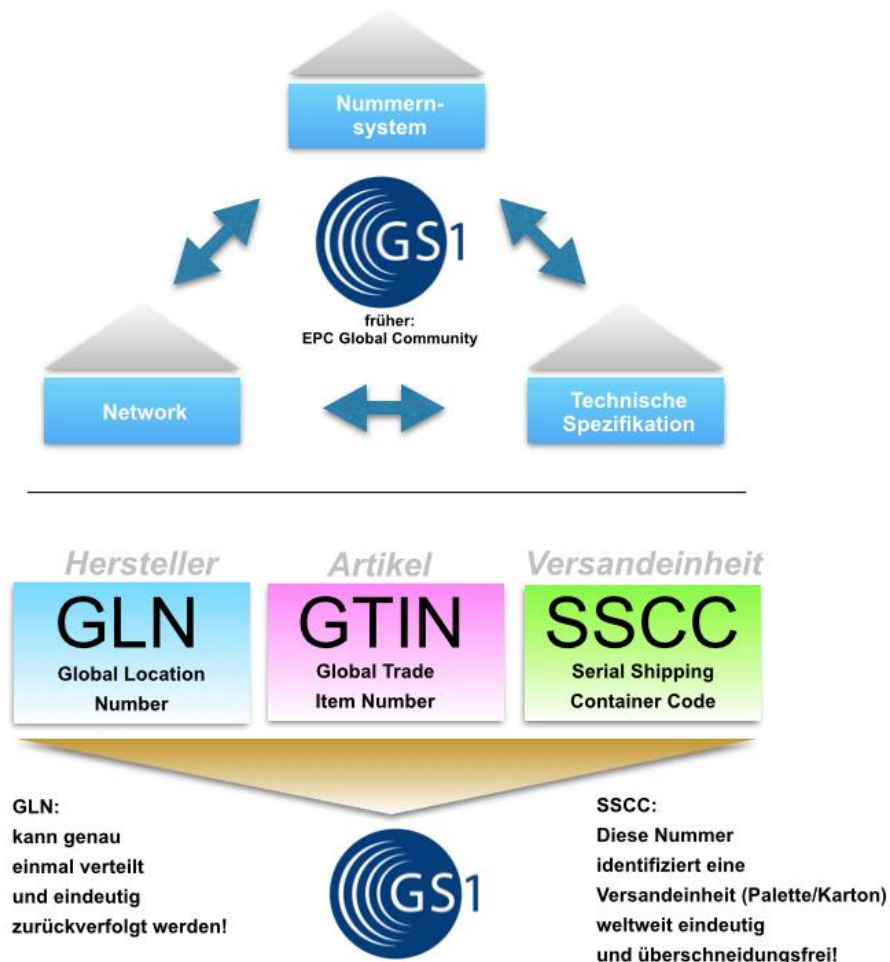 Nummern-
system
GS1
früher:
EPC Global Community
Network
Technische
Spezifikation
Hersteller
GLN
Global Location
Number
Artikel
GTIN
Global Trade
Item Number
Versandeinheit
SSCC
Serial Shipping
Container Code
GLN:
kann genau
einmal verteilt
und eindeutig
zurückverfolgt werden!
GS1
SSCC:
Diese Nummer
identifiziert eine
Versandeinheit (Palette/Karton)
weltweit eindeutig
und überschneidungsfrei!